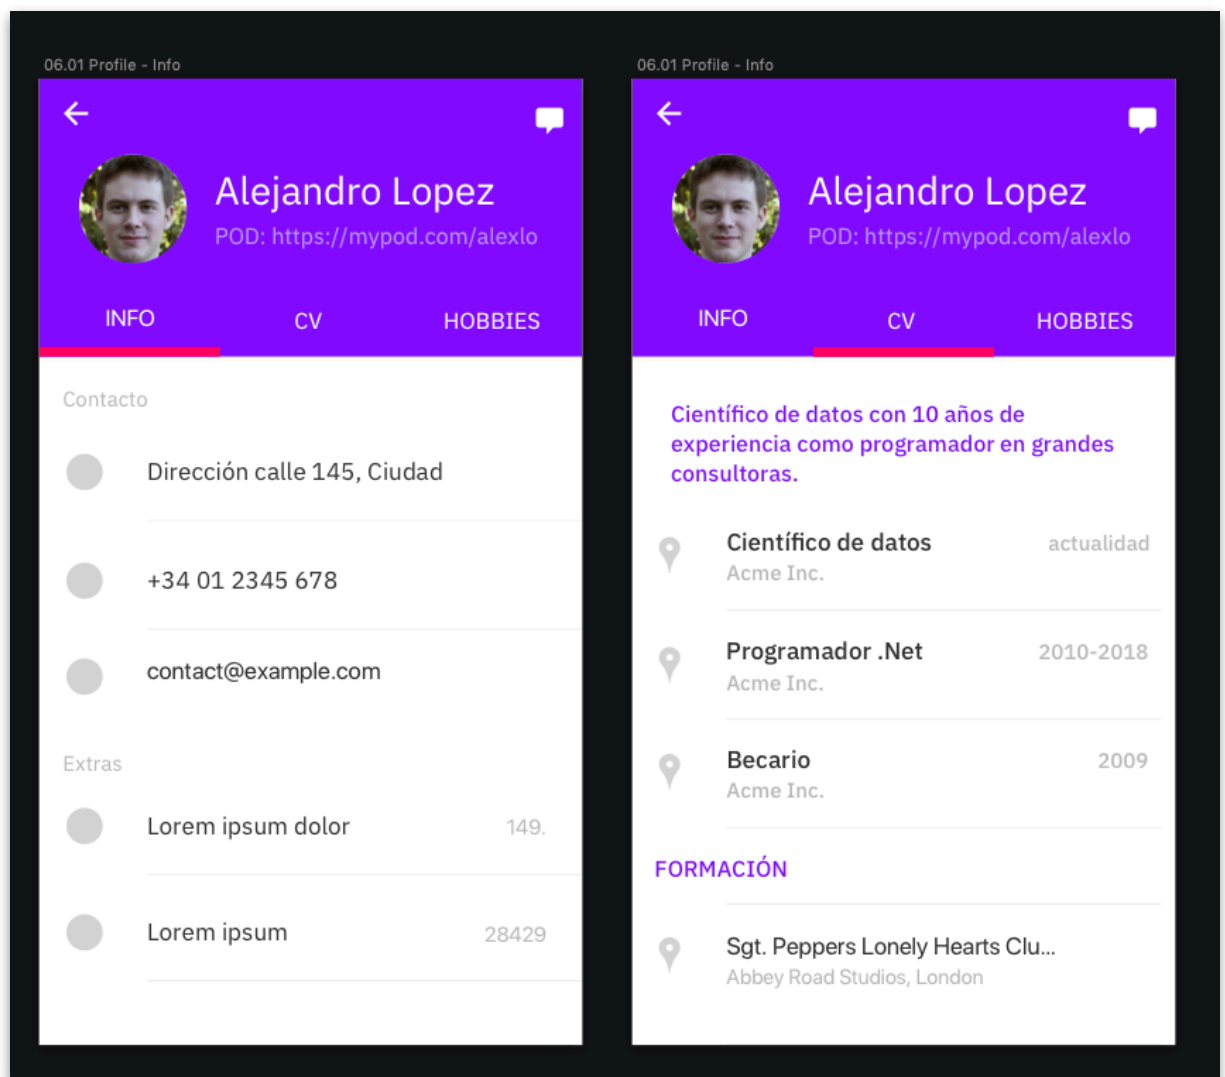 06.01 Profile - Info
Alejandro Lopez
POD: https://mypod.com/alexlo
INFO CV HOBBIES
Contacto
Dirección calle 145, Ciudad
+34 01 2345 678
contact@example.com
Extras
Lorem ipsum dolor 149.
Lorem ipsum 28429
06.01 Profile - Info
Alejandro Lopez
POD: https://mypod.com/alexlo
INFO CV HOBBIES
Científico de datos con 10 años de
experiencia como programador en grandes
consultoras.
Científico de datos actualidad
Acme Inc.
Programador .Net 2010-2018
Acme Inc.
Becario 2009
Acme Inc.
FORMACIÓN
Sgt. Peppers Lonely Hearts Clu...
Abbey Road Studios, London